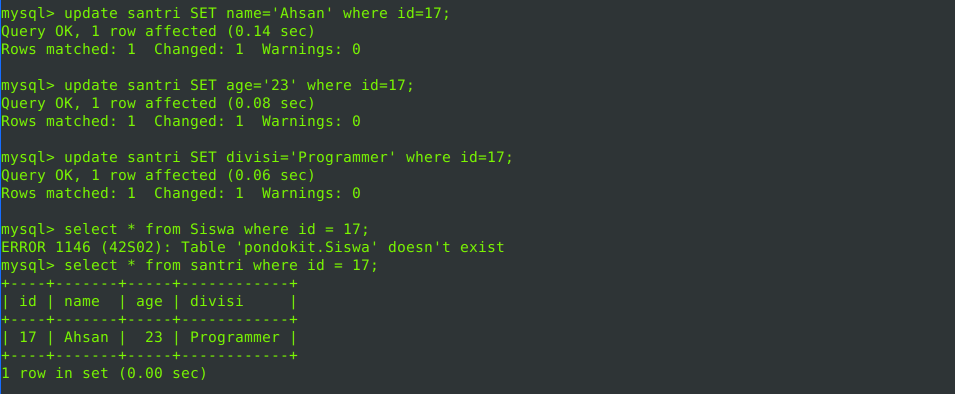 mysql> update santri SET name='Ahsan' where id=17;
Query OK, 1 row affected (0.14 sec)
Rows matched: 1  Changed: 1  Warnings: 0

mysql> update santri SET age='23' where id=17;
Query OK, 1 row affected (0.08 sec)
Rows matched: 1  Changed: 1  Warnings: 0

mysql> update santri SET divisi='Programmer' where id=17;
Query OK, 1 row affected (0.06 sec)
Rows matched: 1  Changed: 1  Warnings: 0

mysql> select * from Siswa where id = 17;
ERROR 1146 (42S02): Table 'pondokit.Siswa' doesn't exist
mysql> select * from santri where id = 17;
+----+-------+-----+------------+
| id | name  | age | divisi     |
+----+-------+-----+------------+
| 17 | Ahsan |  23 | Programmer |
+----+-------+-----+------------+
1 row in set (0.00 sec)